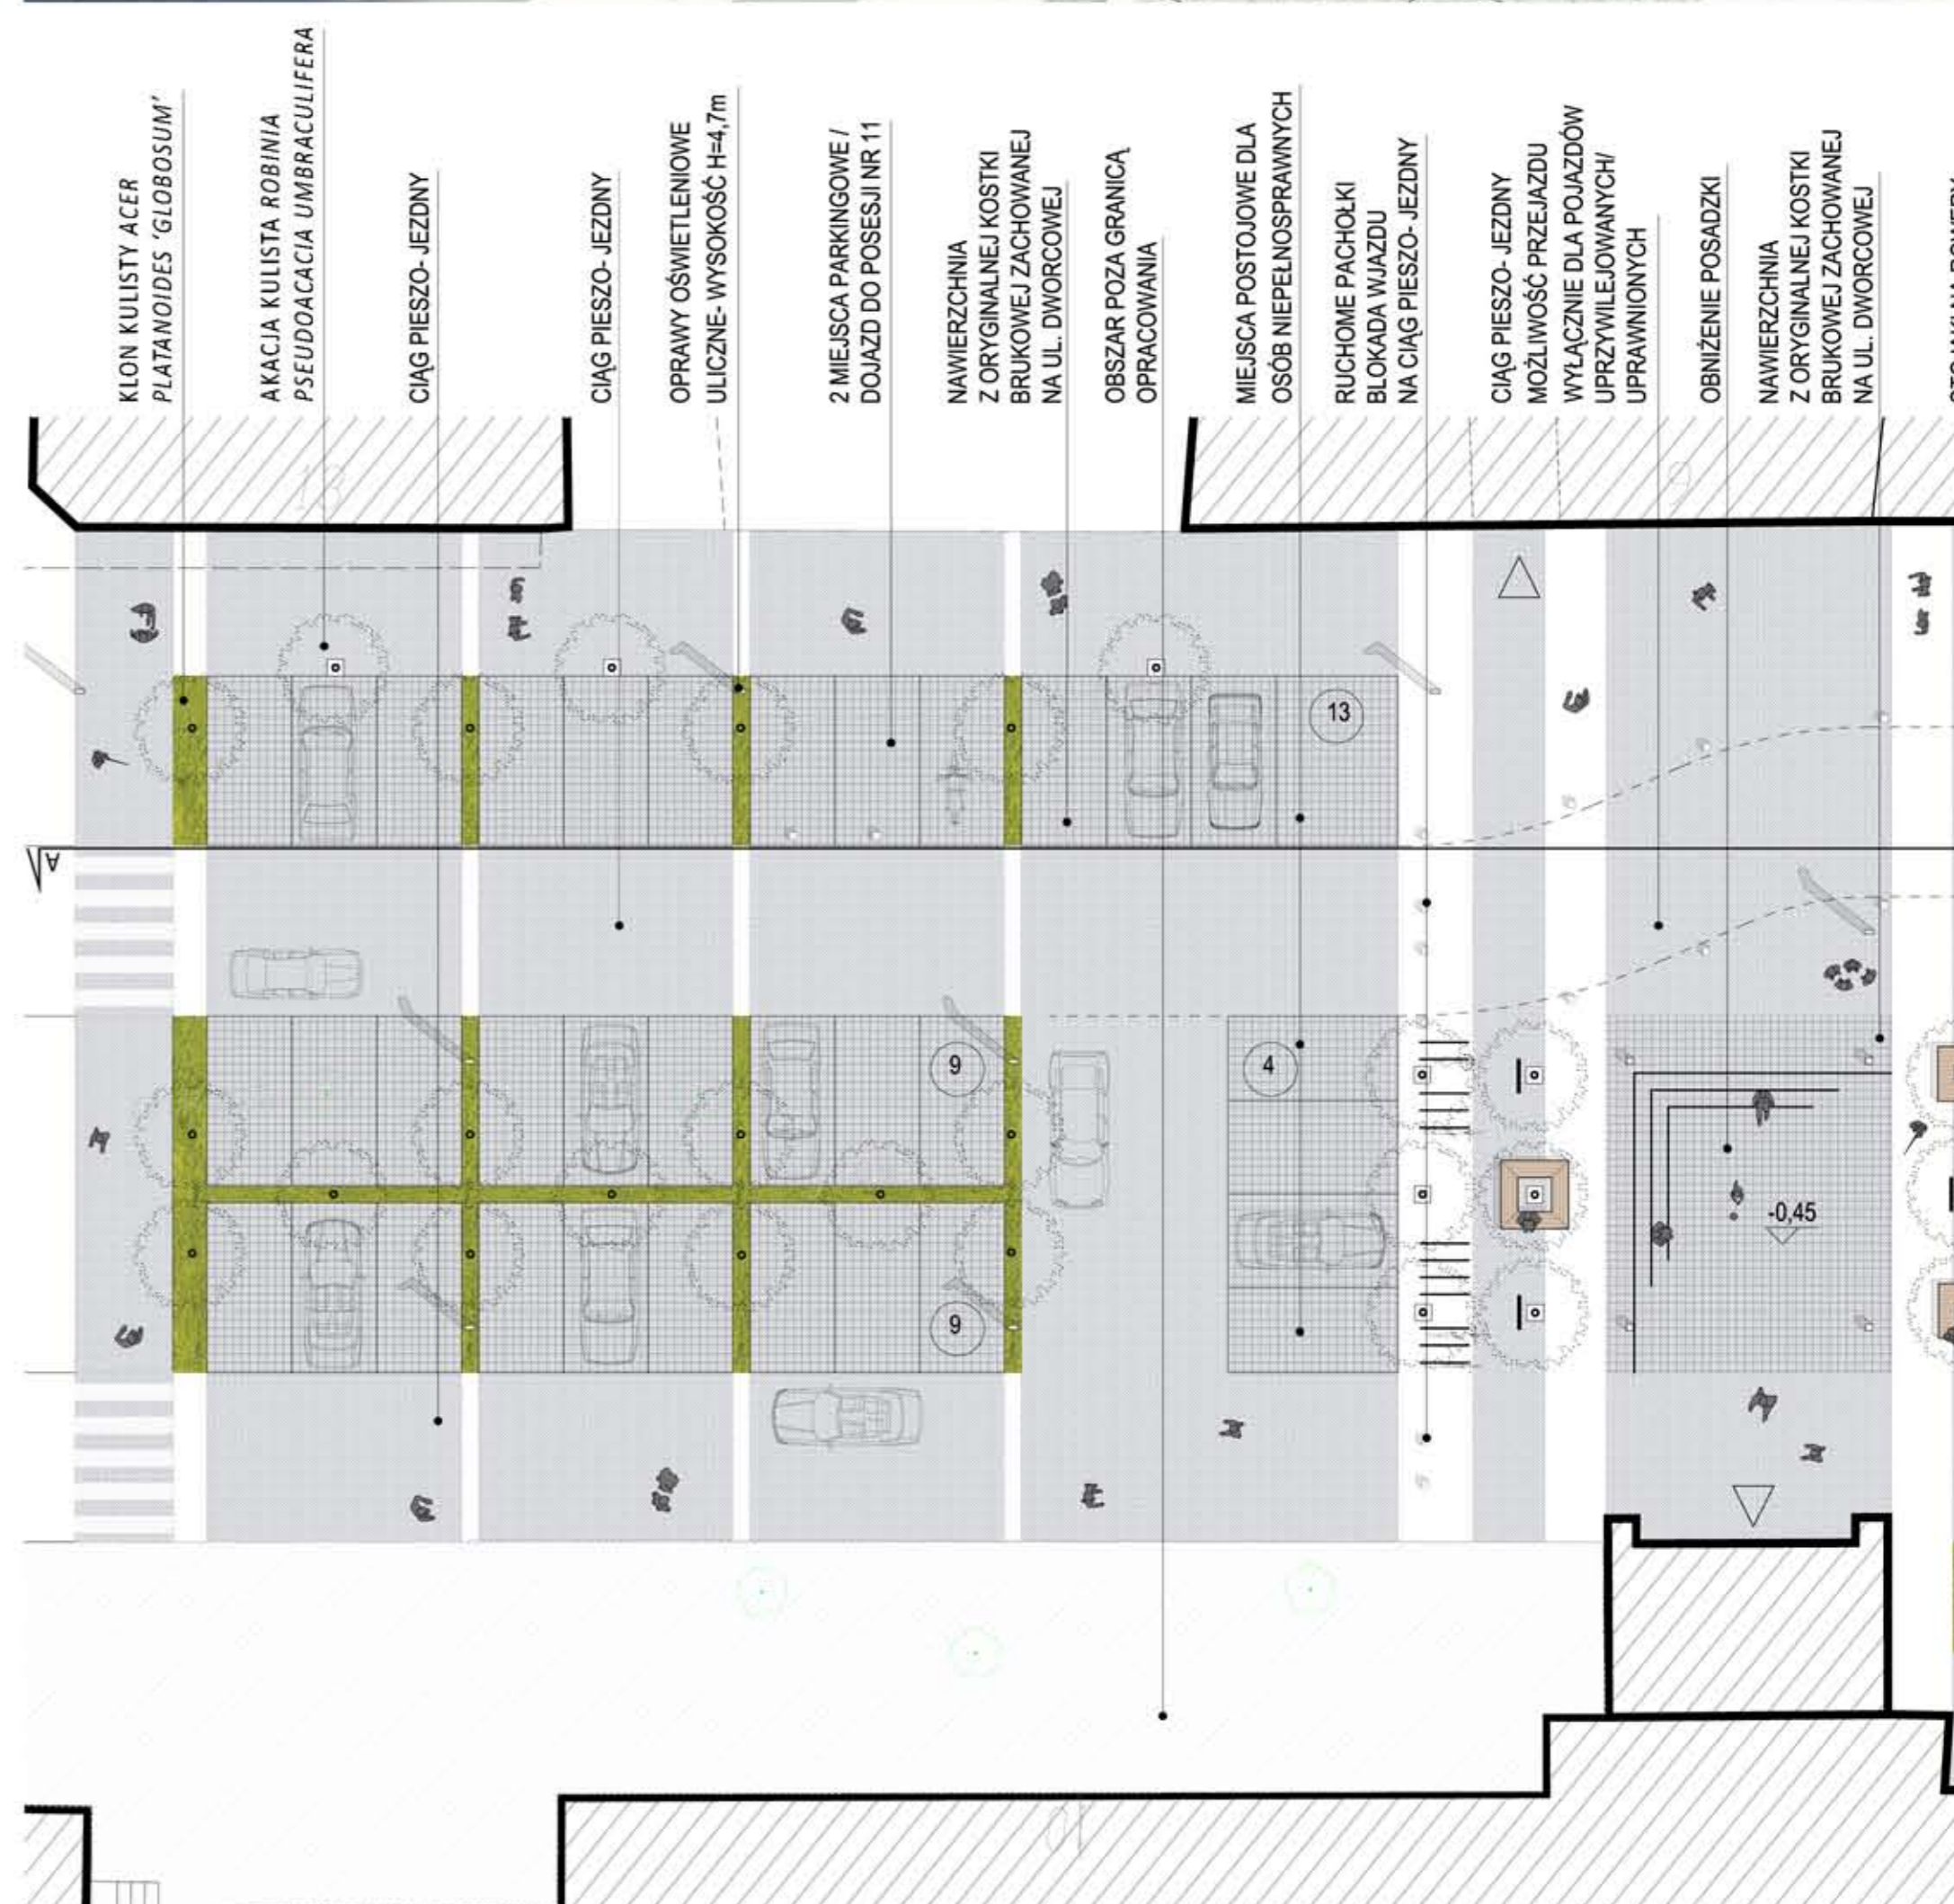 KLON KULISTY ACER
PLATANOIDES 'GLOBOSUM'
AKACJA KULISTA ROBINIA
PSEUDOACACIA UMBRACULIFERA
CIĄG PIESZO- JEZDNY
CIĄG PIESZO- JEZDNY
OPRAWY OŚWIETLENIOWE
ULICZNE- WYSOKOŚĆ H=4,7m
2 MIEJSCA PARKINGOWE /
DOJAZD DO POSESJI NR 11
NAWIERZCHNIA
Z ORYGINALNEJ KOSTKI
BRUKOWEJ ZACHOWANEJ
NA UL. DWORCOWEJ
OBSZAR POZA GRANICĄ
OPRACOWANIA
MIEJSCA POSTOJOWE DLA
OSÓB NIEPEŁNOSPRAWNYCH
RUCHOME PACHOŁKI
BLOKADA WJAZDU
NA CIĄG PIESZO- JEZDNY
CIĄG PIESZO- JEZDNY
MOŻLIWOŚĆ PRZEJAZDU
WYŁĄCZNIE DLA POJAZDÓW
UPRZYWILEJOWANYCH/
UPRAWNIONYCH
OBNIŻENIE POSADZKI
NAWIERZCHNIA
Z ORYGINALNEJ KOSTKI
BRUKOWEJ ZACHOWANEJ
NA UL. DWORCOWEJ
13
A
9
4
-0,45
9